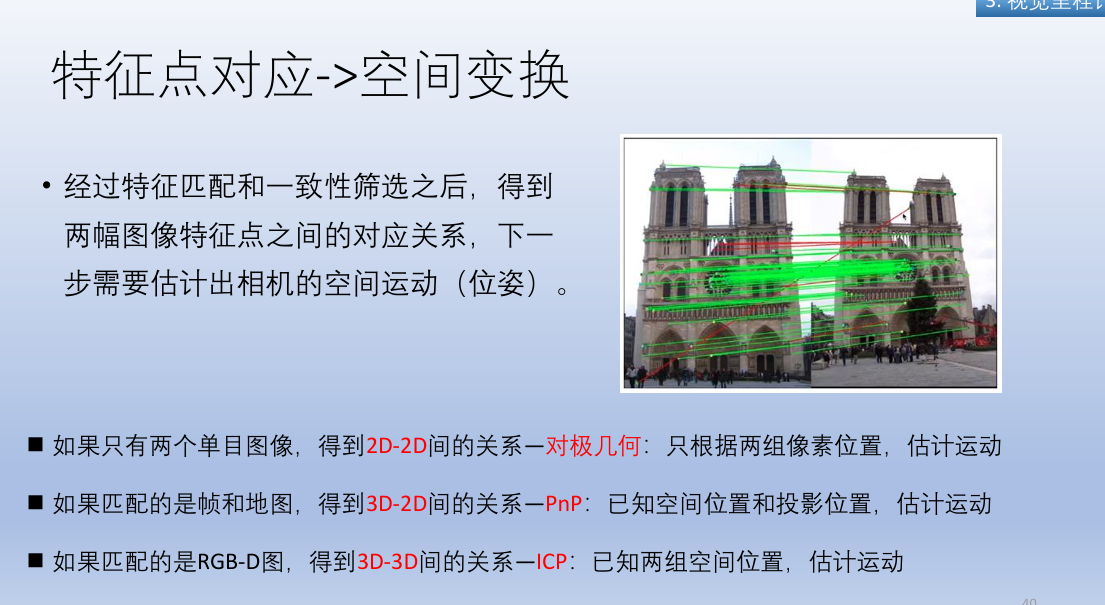 3. 视觉里程计
特征点对应->空间变换
• 经过特征匹配和一致性筛选之后，得到
两幅图像特征点之间的对应关系，下一
步需要估计出相机的空间运动（位姿）。
■ 如果只有两个单目图像，得到2D-2D间的关系—对极几何：只根据两组像素位置，估计运动
■ 如果匹配的是帧和地图，得到3D-2D间的关系—PnP：已知空间位置和投影位置，估计运动
■ 如果匹配的是RGB-D图，得到3D-3D间的关系—ICP：已知两组空间位置，估计运动